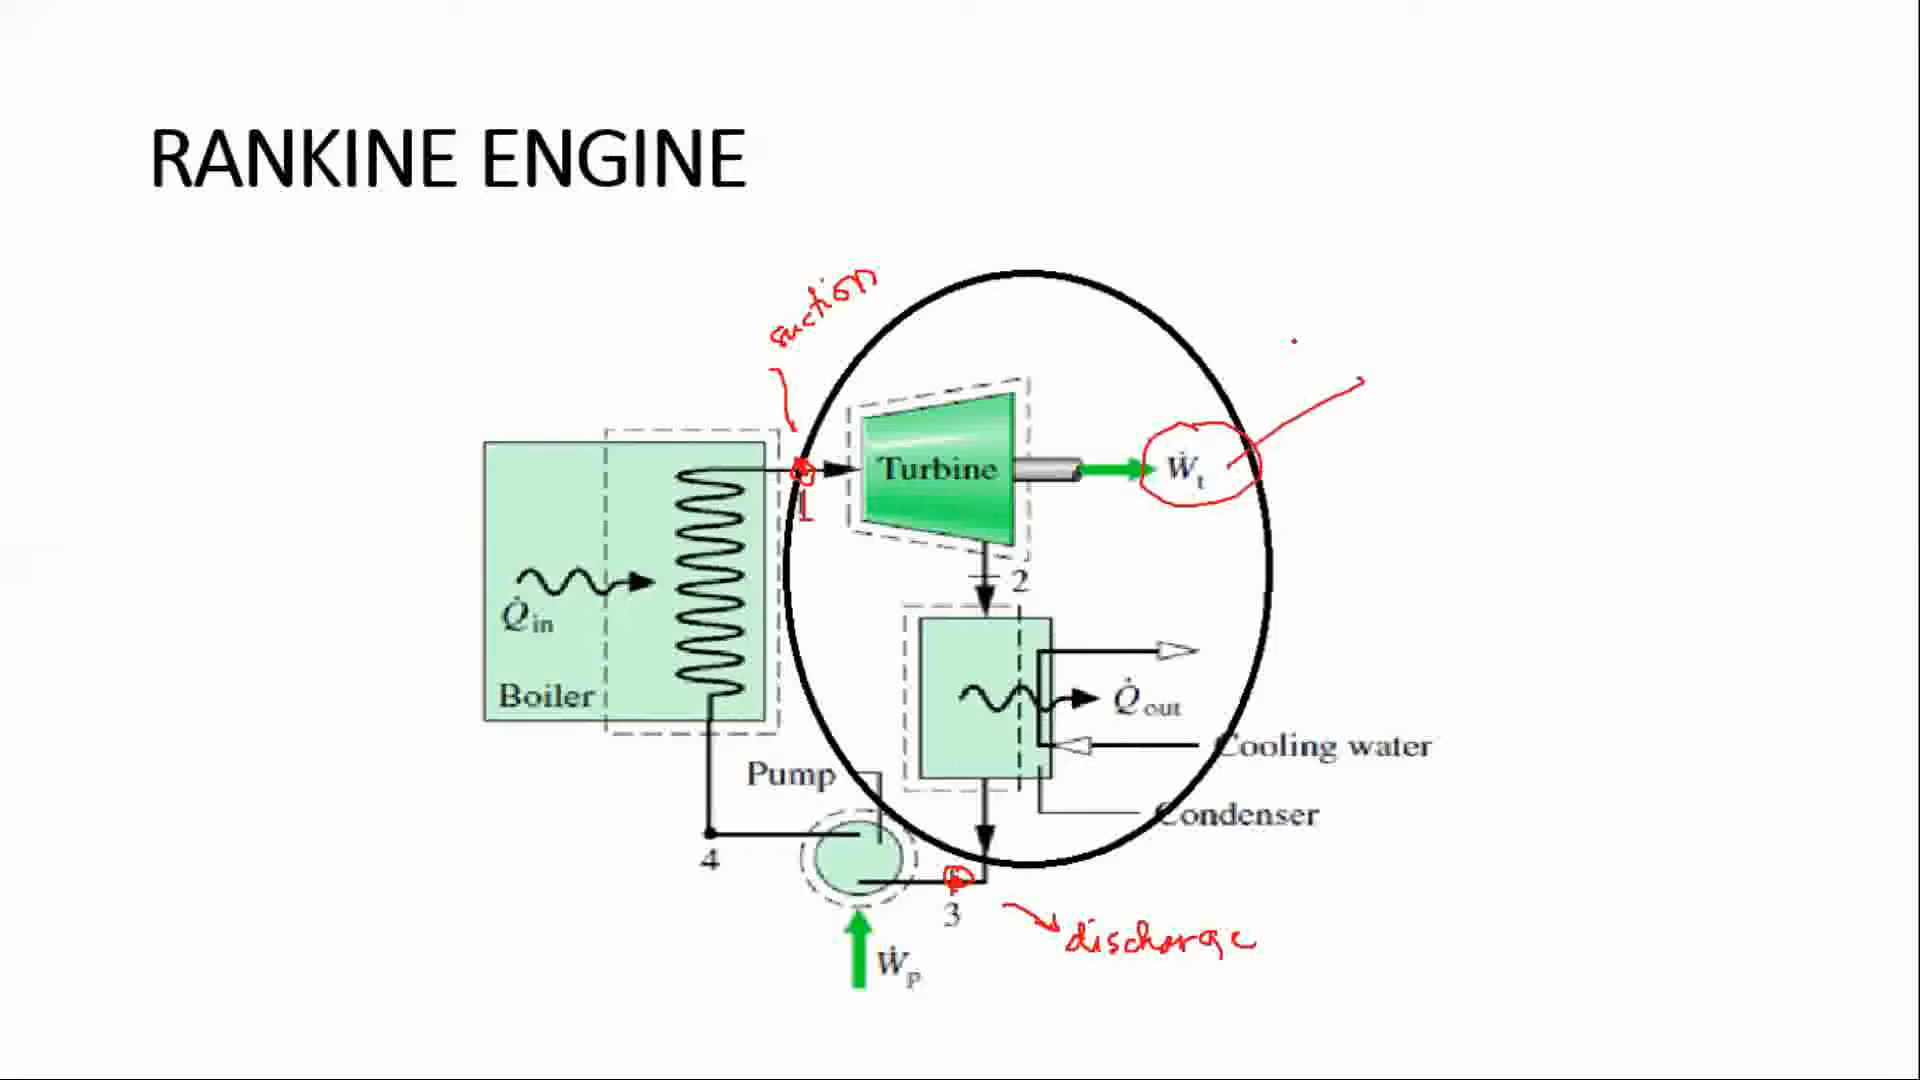 RANKINE ENGINE
suction
Turbine
Ẇt
1
2
Q̇in
Boiler
Q̇out
Cooling water
Pump
Condenser
4
3
discharge
Ẇp